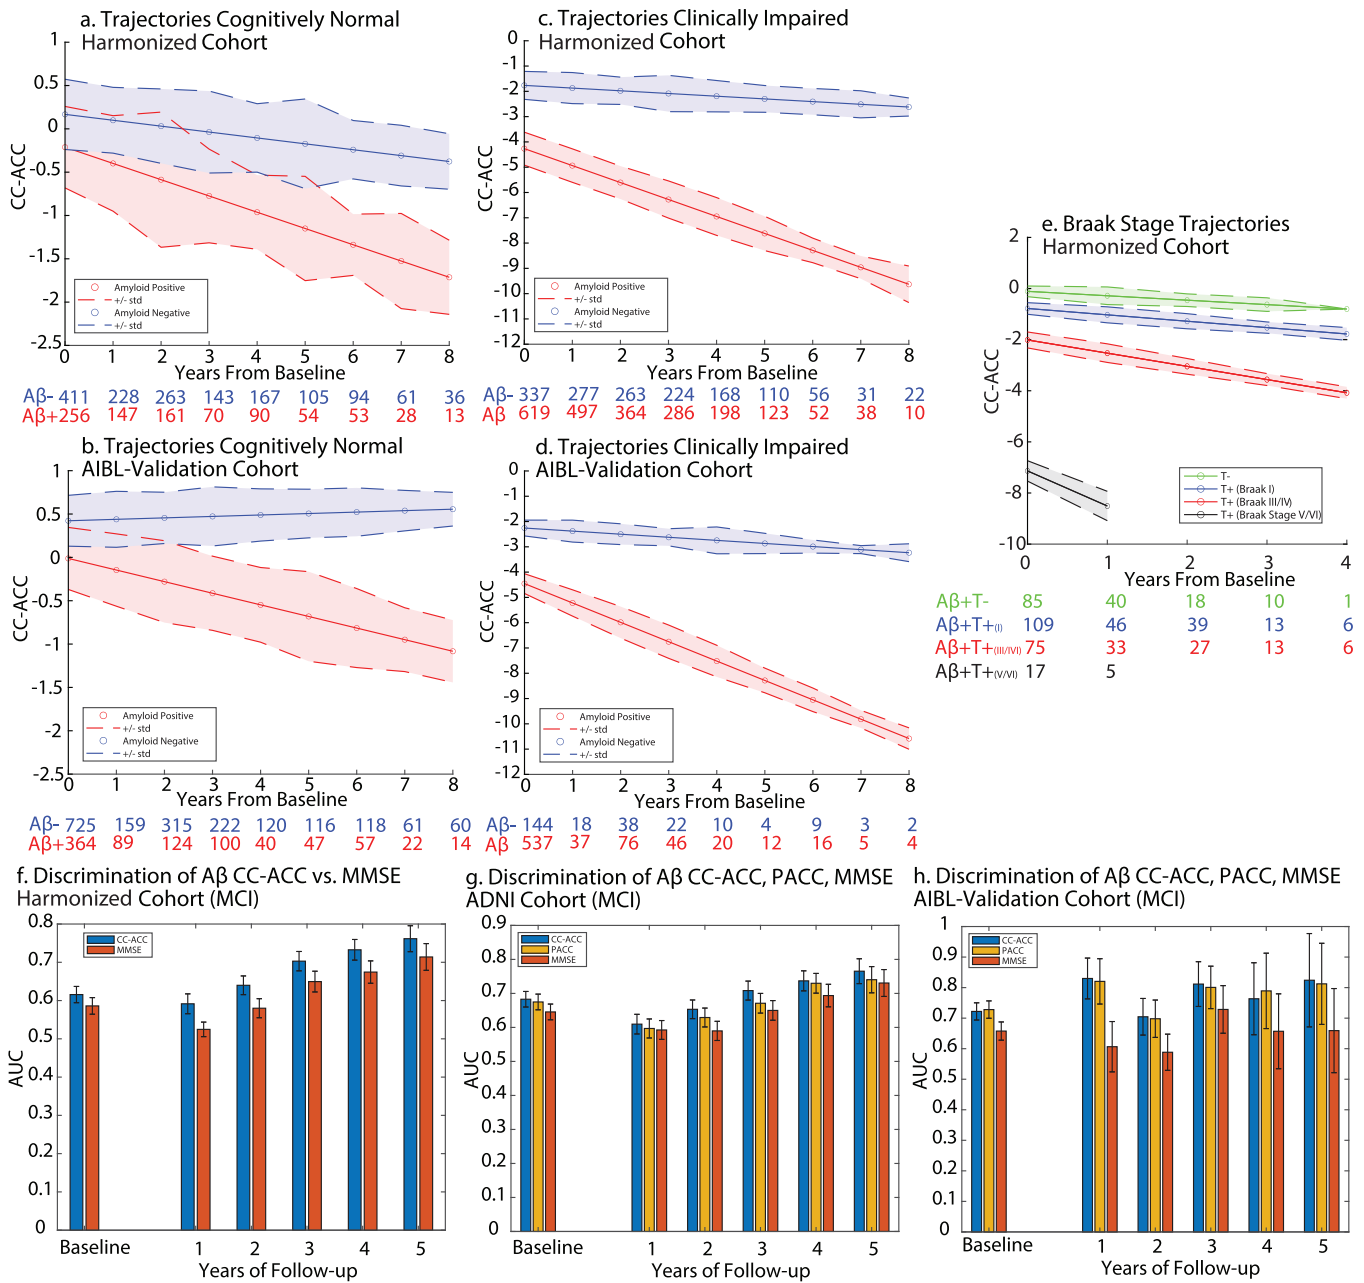 a. Trajectories Cognitively Normal
Harmonized Cohort
CC-ACC
1
0.5
0
-0.5
-1
-1.5
-2
-2.5
Amyloid Positive
+/- std
Amyloid Negative
+/- std
0 1 2 3 4 5 6 7 8
Years From Baseline
Aβ- 411 228 263 143 167 105 94 61 36
Aβ+ 256 147 161 70 90 54 53 28 13
c. Trajectories Clinically Impaired
Harmonized Cohort
CC-ACC
0
-1
-2
-3
-4
-5
-6
-7
-8
-9
-10
-11
-12
Amyloid Positive
+/- std
Amyloid Negative
+/- std
0 1 2 3 4 5 6 7 8
Years From Baseline
Aβ- 337 277 263 224 168 110 56 31 22
Aβ 619 497 364 286 198 123 52 38 10
e. Braak Stage Trajectories
Harmonized Cohort
CC-ACC
2
0
-2
-4
-6
-8
-10
T-
T+ (Braak I)
T+ (Braak III/IV)
T+ (Braak Stage V/VI)
0 1 2 3 4
Years From Baseline
Aβ+T- 85 40 18 10 1
Aβ+T+(I) 109 46 39 13 6
Aβ+T+(III/IVI) 75 33 27 13 6
Aβ+T+(V/VI) 17 5
b. Trajectories Cognitively Normal
AIBL-Validation Cohort
CC-ACC
1
0.5
0
-0.5
-1
-1.5
-2
-2.5
Amyloid Positive
+/- std
Amyloid Negative
+/- std
0 1 2 3 4 5 6 7 8
Years From Baseline
Aβ- 725 159 315 222 120 116 118 61 60
Aβ+ 364 89 124 100 40 47 57 22 14
d. Trajectories Clinically Impaired
AIBL-Validation Cohort
CC-ACC
0
-1
-2
-3
-4
-5
-6
-7
-8
-9
-10
-11
-12
Amyloid Positive
+/- std
Amyloid Negative
+/- std
0 1 2 3 4 5 6 7 8
Years From Baseline
Aβ- 144 18 38 22 10 4 9 3 2
Aβ 537 37 76 46 20 12 16 5 4
f. Discrimination of Aβ CC-ACC vs. MMSE
Harmonized Cohort (MCI)
AUC
0.8
0.7
0.6
0.5
0.4
0.3
0.2
0.1
0
CC-ACC
MMSE
Baseline 1 2 3 4 5
Years of Follow-up
g. Discrimination of Aβ CC-ACC, PACC, MMSE
ADNI Cohort (MCI)
AUC
0.9
0.8
0.7
0.6
0.5
0.4
0.3
0.2
0.1
0
CC-ACC
PACC
MMSE
Baseline 1 2 3 4 5
Years of Follow-up
h. Discrimination of Aβ CC-ACC, PACC, MMSE
AIBL-Validation Cohort (MCI)
AUC
1
0.9
0.8
0.7
0.6
0.5
0.4
0.3
0.2
0.1
0
CC-ACC
PACC
MMSE
Baseline 1 2 3 4 5
Years of Follow-up